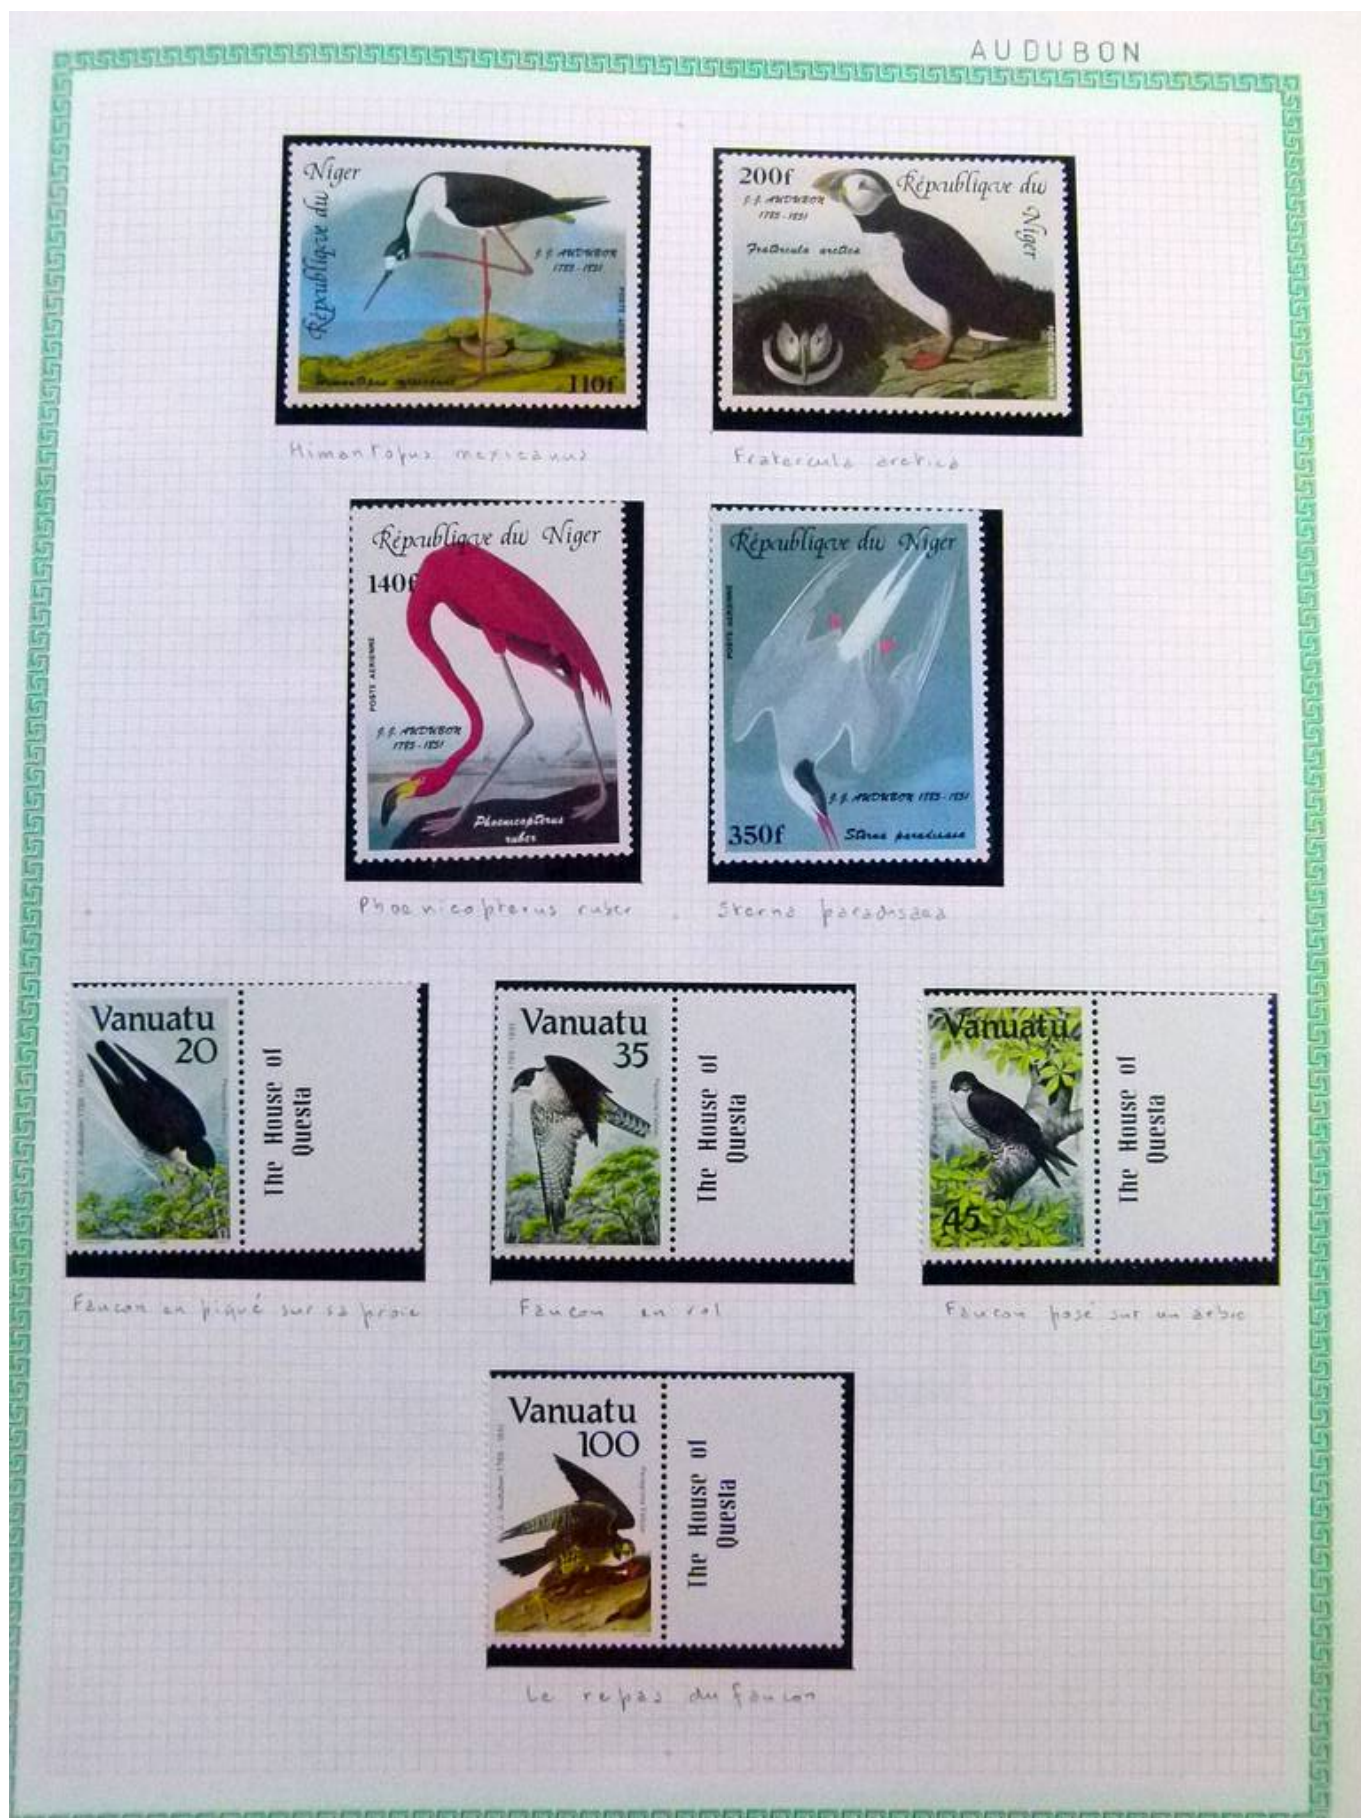 AUDUBON
République du Niger
J.J. AUDUBON
1785-1851
110f
200f
République du Niger
J.J. AUDUBON
1785-1851
Fratercula arctica
Himantopus mexicanus
Fratercula arctica
République du Niger
140f
POSTE AERIENNE
J.J. AUDUBON
1785-1851
Phoenicopterus
ruber
République du Niger
POSTE AERIENNE
J.J. AUDUBON 1785-1851
350f
Sterna paradisaea
Phoenicopterus ruber
Sterna paradisaea
Vanuatu
20
The House of
Questa
Vanuatu
35
The House of
Questa
Vanuatu
45
The House of
Questa
Faucon en piqué sur sa proie
Faucon en vol
Faucon posé sur un arbre
Vanuatu
100
J.J. Audubon 1785 1851
The House of
Questa
Le repas du faucon